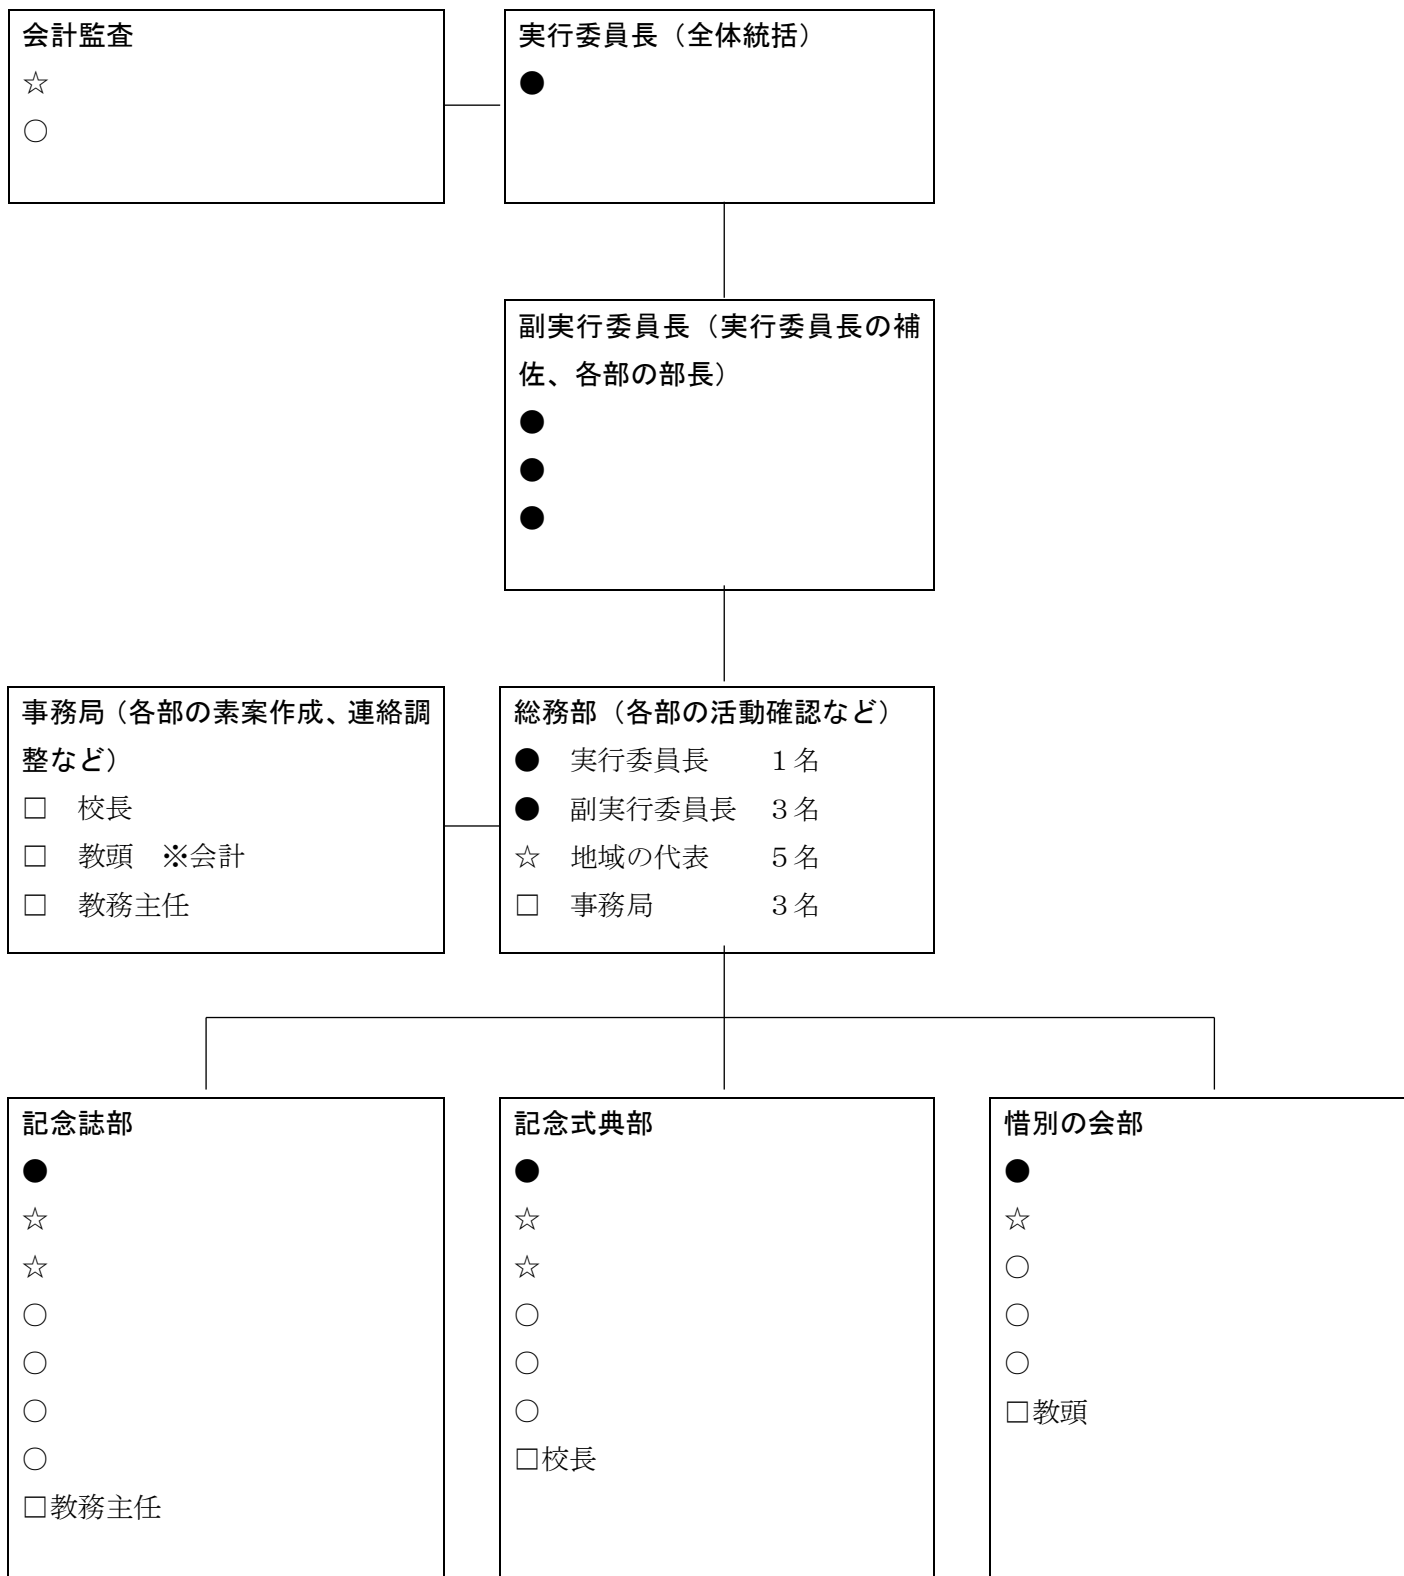 会計監査
☆
○
実行委員長（全体統括）
●
副実行委員長（実行委員長の補
佐、各部の部長）
●
●
●
事務局（各部の素案作成、連絡調
整など）
□　校長
□　教頭　※会計
□　教務主任
総務部（各部の活動確認など）
●　実行委員長　　１名
●　副実行委員長　３名
☆　地域の代表　　５名
□　事務局　　　　３名
記念誌部
●
☆
☆
○
○
○
○
□教務主任
記念式典部
●
☆
☆
○
○
○
□校長
惜別の会部
●
☆
○
○
○
□教頭